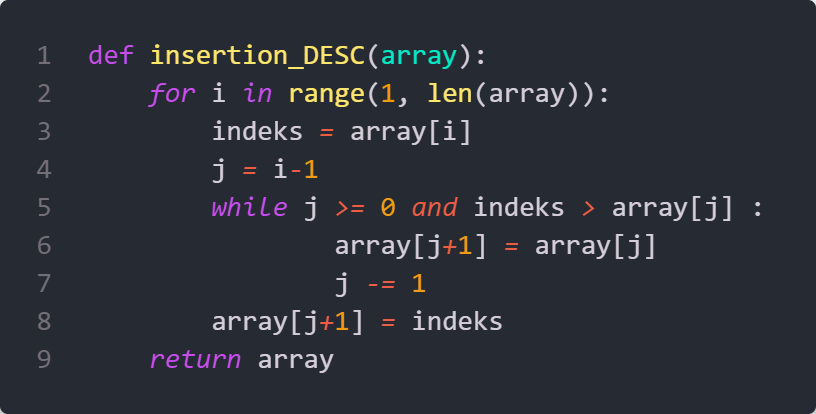 1 def insertion_DESC(array):
2     for i in range(1, len(array)):
3         indeks = array[i]
4         j = i-1
5         while j >= 0 and indeks > array[j] :
6                 array[j+1] = array[j]
7                 j -= 1
8         array[j+1] = indeks
9     return array